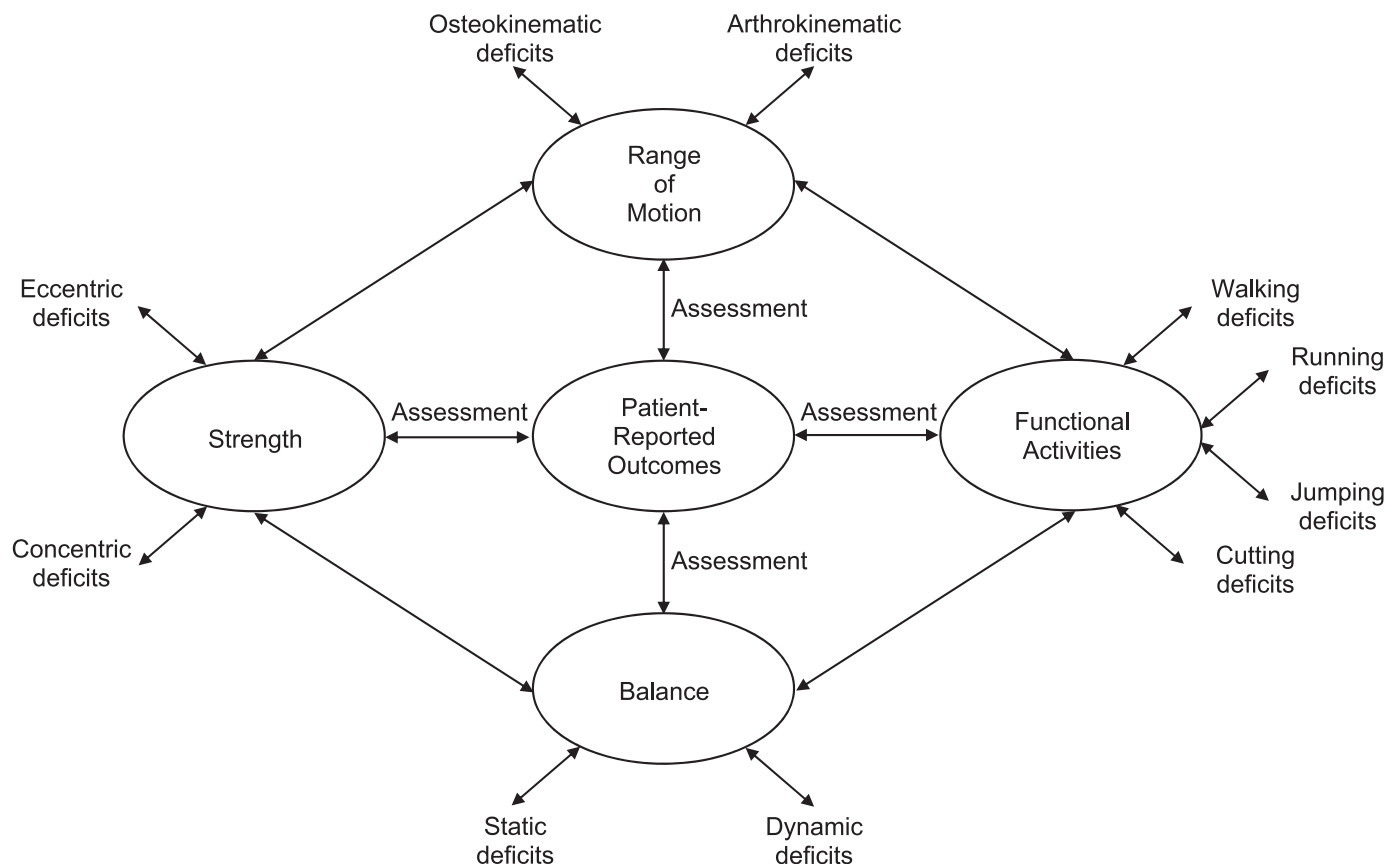 Osteokinematic
deficits
Arthrokinematic
deficits
Range
of
Motion
Eccentric
deficits
Assessment
Walking
deficits
Running
deficits
Strength
Assessment
Patient-
Reported
Outcomes
Assessment
Functional
Activities
Jumping
deficits
Concentric
deficits
Assessment
Cutting
deficits
Balance
Static
deficits
Dynamic
deficits